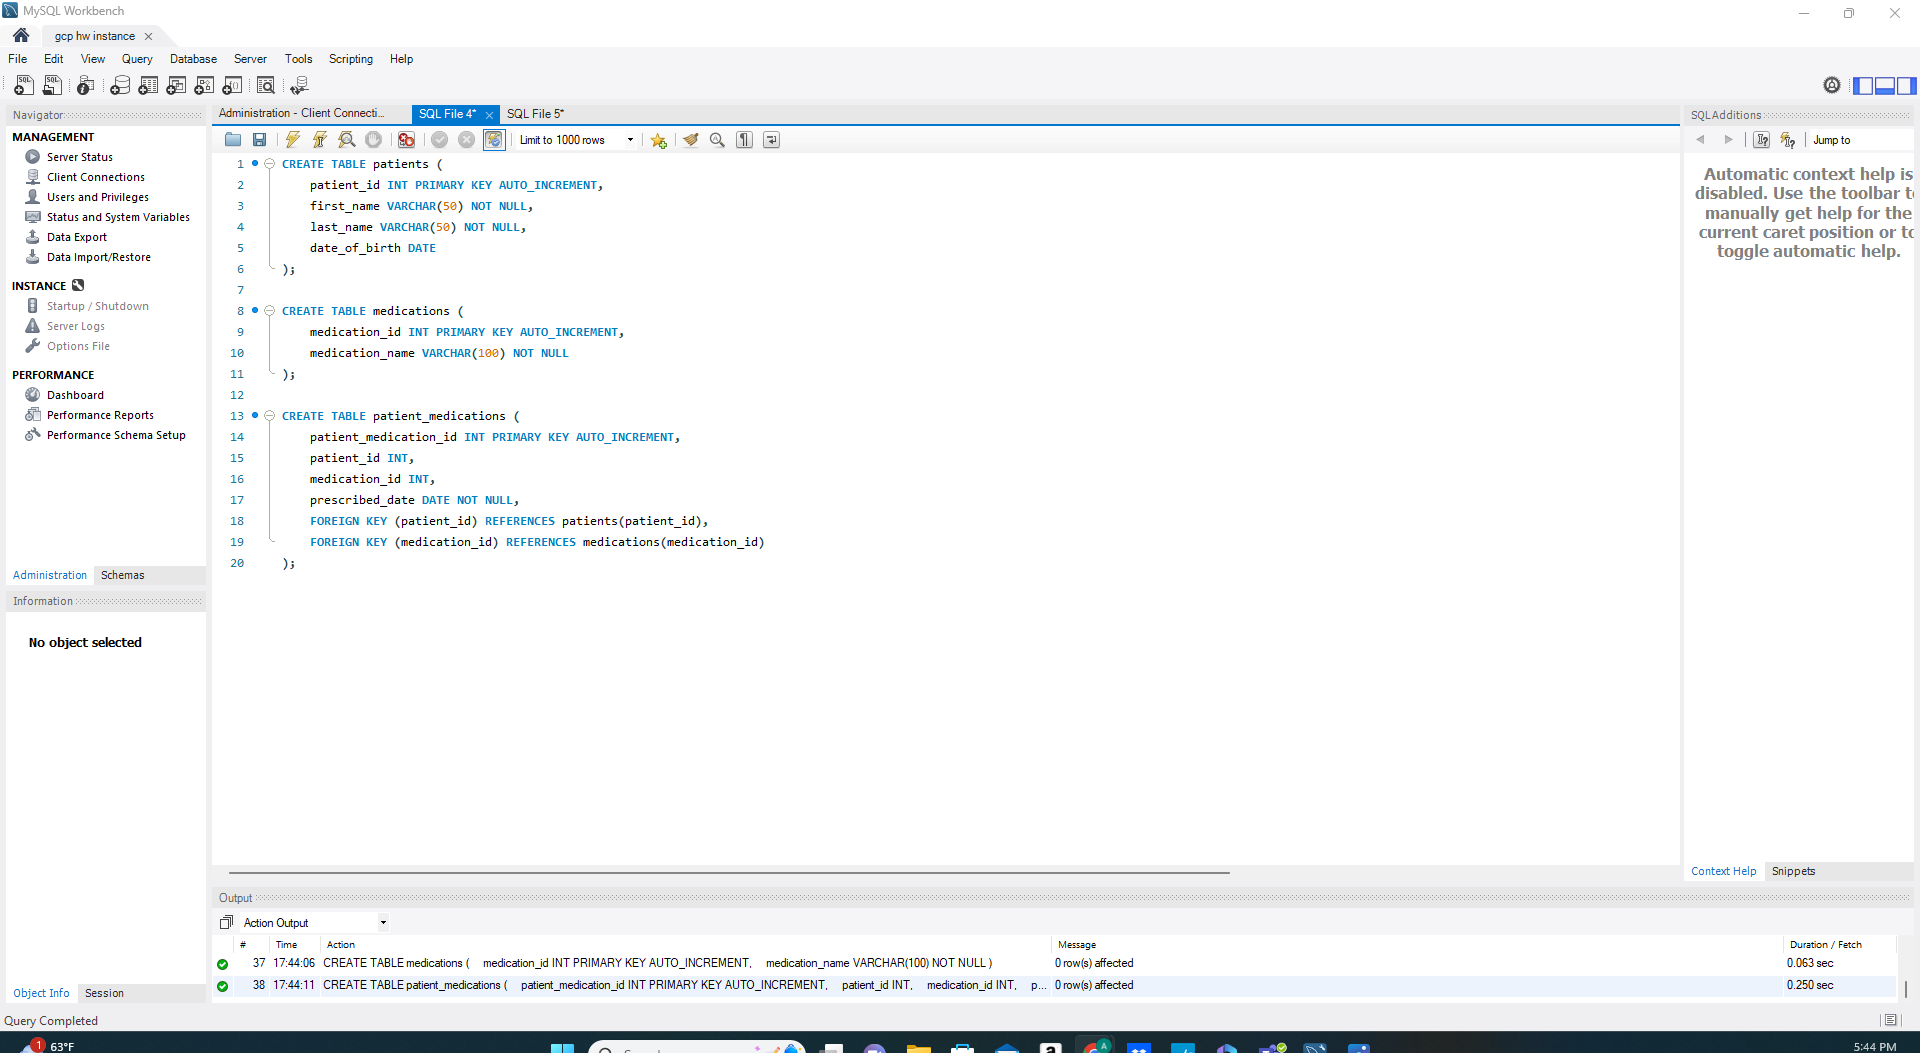 MySQL Workbench
gcp hw instance
File Edit View Query Database Server Tools Scripting Help
Navigator
MANAGEMENT
Server Status
Client Connections
Users and Privileges
Status and System Variables
Data Export
Data Import/Restore
INSTANCE
Startup / Shutdown
Server Logs
Options File
PERFORMANCE
Dashboard
Performance Reports
Performance Schema Setup
Administration Schemas
Information
No object selected
Object Info Session
Administration - Client Connecti... SQL File 4* SQL File 5*
Limit to 1000 rows
1 CREATE TABLE patients (
2 patient_id INT PRIMARY KEY AUTO_INCREMENT,
3 first_name VARCHAR(50) NOT NULL,
4 last_name VARCHAR(50) NOT NULL,
5 date_of_birth DATE
6 );
7
8 CREATE TABLE medications (
9 medication_id INT PRIMARY KEY AUTO_INCREMENT,
10 medication_name VARCHAR(100) NOT NULL
11 );
12
13 CREATE TABLE patient_medications (
14 patient_medication_id INT PRIMARY KEY AUTO_INCREMENT,
15 patient_id INT,
16 medication_id INT,
17 prescribed_date DATE NOT NULL,
18 FOREIGN KEY (patient_id) REFERENCES patients(patient_id),
19 FOREIGN KEY (medication_id) REFERENCES medications(medication_id)
20 );
SQLAdditions
Jump to
Automatic context help is
disabled. Use the toolbar t
manually get help for the
current caret position or to
toggle automatic help.
Context Help Snippets
Output
Action Output
# Time Action Message Duration / Fetch
37 17:44:06 CREATE TABLE medications ( medication_id INT PRIMARY KEY AUTO_INCREMENT, medication_name VARCHAR(100) NOT NULL ) 0 row(s) affected 0.063 sec
38 17:44:11 CREATE TABLE patient_medications ( patient_medication_id INT PRIMARY KEY AUTO_INCREMENT, patient_id INT, medication_id INT, p... 0 row(s) affected 0.250 sec
Query Completed
1 63°F
5:44 PM